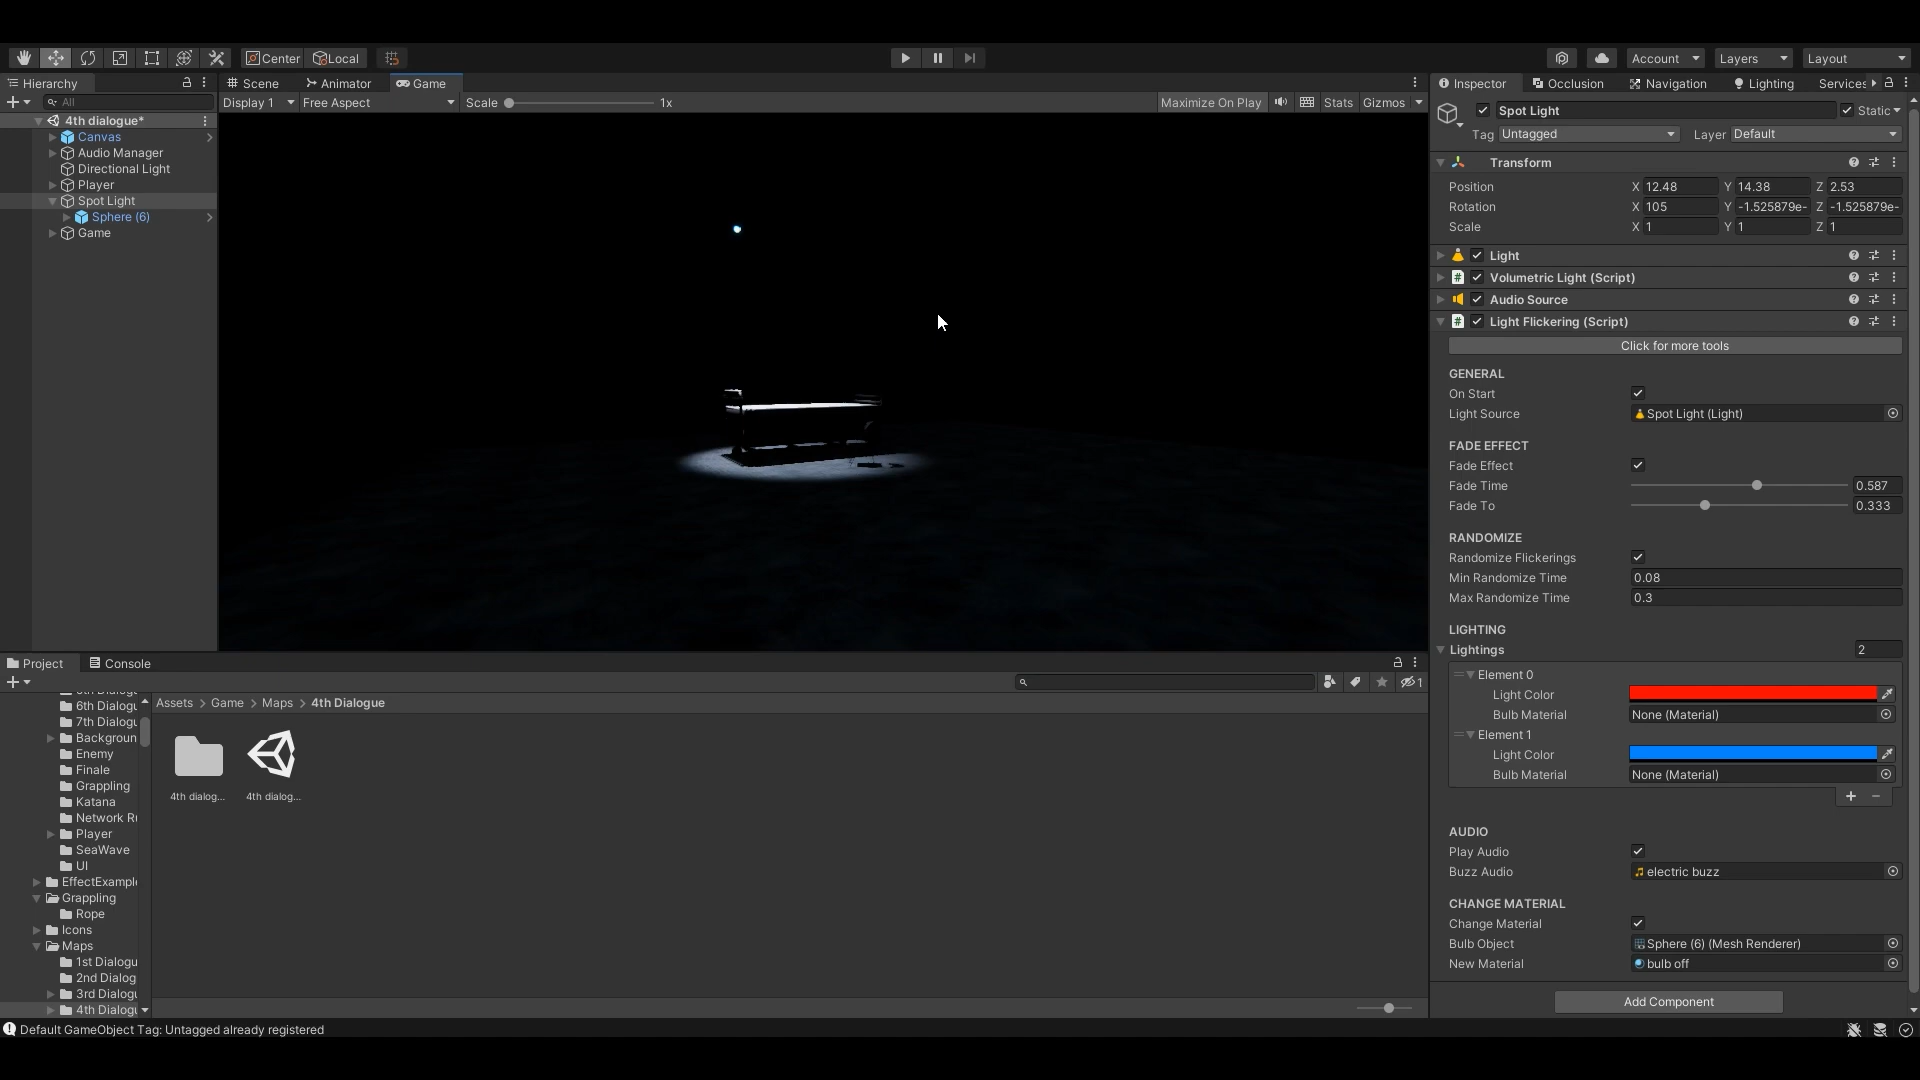 Center Local
Account Layers Layout
Hierarchy
All
4th dialogue*
Canvas
Audio Manager
Directional Light
Player
Spot Light
Sphere (6)
Game
Scene Animator Game
Display 1 Free Aspect Scale 1x Maximize On Play Stats Gizmos
Inspector Occlusion Navigation Lighting Services
Spot Light Static
Tag Untagged Layer Default
Transform
Position X 12.48 Y 14.38 Z 2.53
Rotation X 105 Y -1.525879e- Z -1.525879e-
Scale X 1 Y 1 Z 1
Light
Volumetric Light (Script)
Audio Source
Light Flickering (Script)
Click for more tools
GENERAL
On Start
Light Source Spot Light (Light)
FADE EFFECT
Fade Effect
Fade Time 0.587
Fade To 0.333
RANDOMIZE
Randomize Flickerings
Min Randomize Time 0.08
Max Randomize Time 0.3
LIGHTING
Lightings 2
Element 0
Light Color
Bulb Material None (Material)
Element 1
Light Color
Bulb Material None (Material)
AUDIO
Play Audio
Buzz Audio electric buzz
CHANGE MATERIAL
Change Material
Bulb Object Sphere (6) (Mesh Renderer)
New Material bulb off
Add Component
Project Console
1
6th Dialogu
7th Dialogu
Backgroun
Enemy
Finale
Grappling
Katana
Network R
Player
SeaWave
UI
EffectExampl
Grappling
Rope
Icons
Maps
1st Dialogu
2nd Dialog
3rd Dialogu
4th Dialogu
Assets > Game > Maps > 4th Dialogue
4th dialog... 4th dialog...
Default GameObject Tag: Untagged already registered